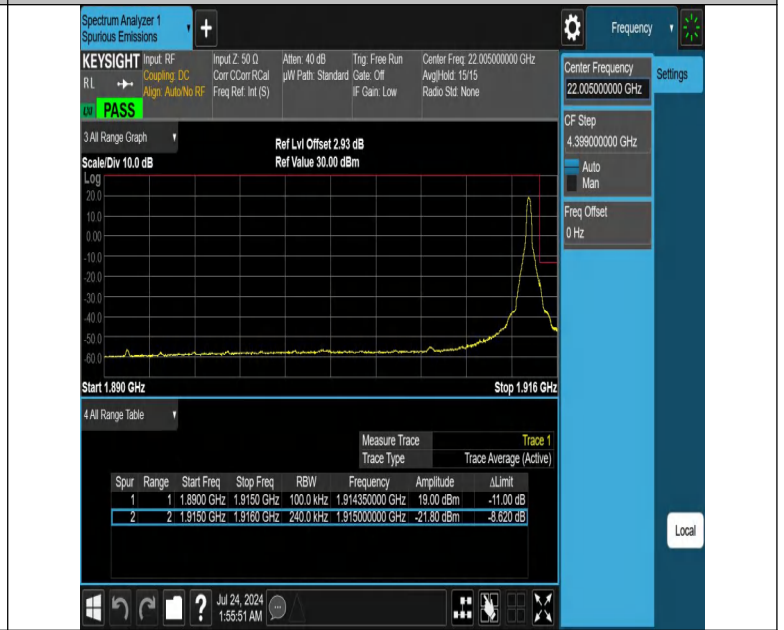 Spectrum Analyzer 1
Spurious Emissions
Frequency
KEYSIGHT
RL
PASS
Input: RF
Coupling: DC
Align: Auto/No RF
Input Z: 50 Ω
Corr CCorr RCal
Freq Ref: Int (S)
Atten: 40 dB
µW Path: Standard
Trig: Free Run
Gate: Off
IF Gain: Low
Center Freq: 22.005000000 GHz
Avg|Hold: 15/15
Radio Std: None
Center Frequency
22.005000000 GHz
Settings
CF Step
4.399000000 GHz
Auto
Man
Freq Offset
0 Hz
Local
3 All Range Graph
Scale/Div 10.0 dB
Ref Lvl Offset 2.93 dB
Ref Value 30.00 dBm
Log
20.0
10.0
0.00
-10.0
-20.0
-30.0
-40.0
-50.0
-60.0
Start 1.890 GHz
Stop 1.916 GHz
4 All Range Table
Measure Trace Trace 1
Trace Type Trace Average (Active)
Spur Range Start Freq Stop Freq RBW Frequency Amplitude ΔLimit
1 1 1.8900 GHz 1.9150 GHz 100.0 kHz 1.914350000 GHz 19.00 dBm -11.00 dB
2 2 1.9150 GHz 1.9160 GHz 240.0 kHz 1.915000000 GHz -21.80 dBm -8.620 dB
Jul 24, 2024
1:55:51 AM